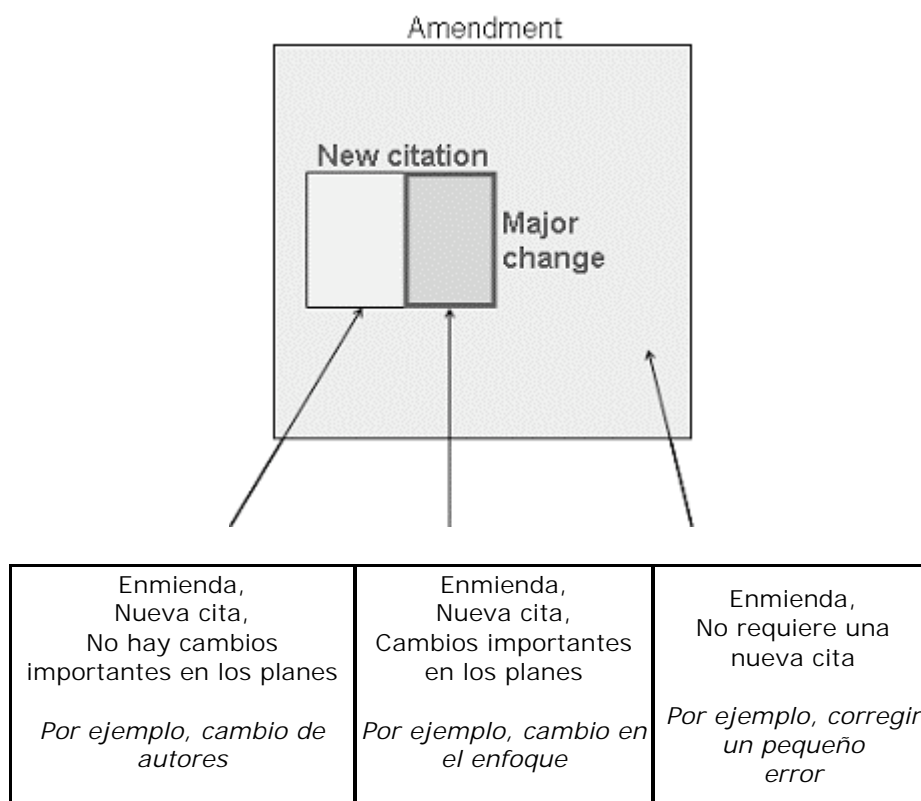 Amendment
New citation
Major
change
Enmienda,
Nueva cita,
No hay cambios
importantes en los planes
Por ejemplo, cambio de
autores
Enmienda,
Nueva cita,
Cambios importantes
en los planes
Por ejemplo, cambio en
el enfoque
Enmienda,
No requiere una
nueva cita
Por ejemplo, corregir
un pequeño
error